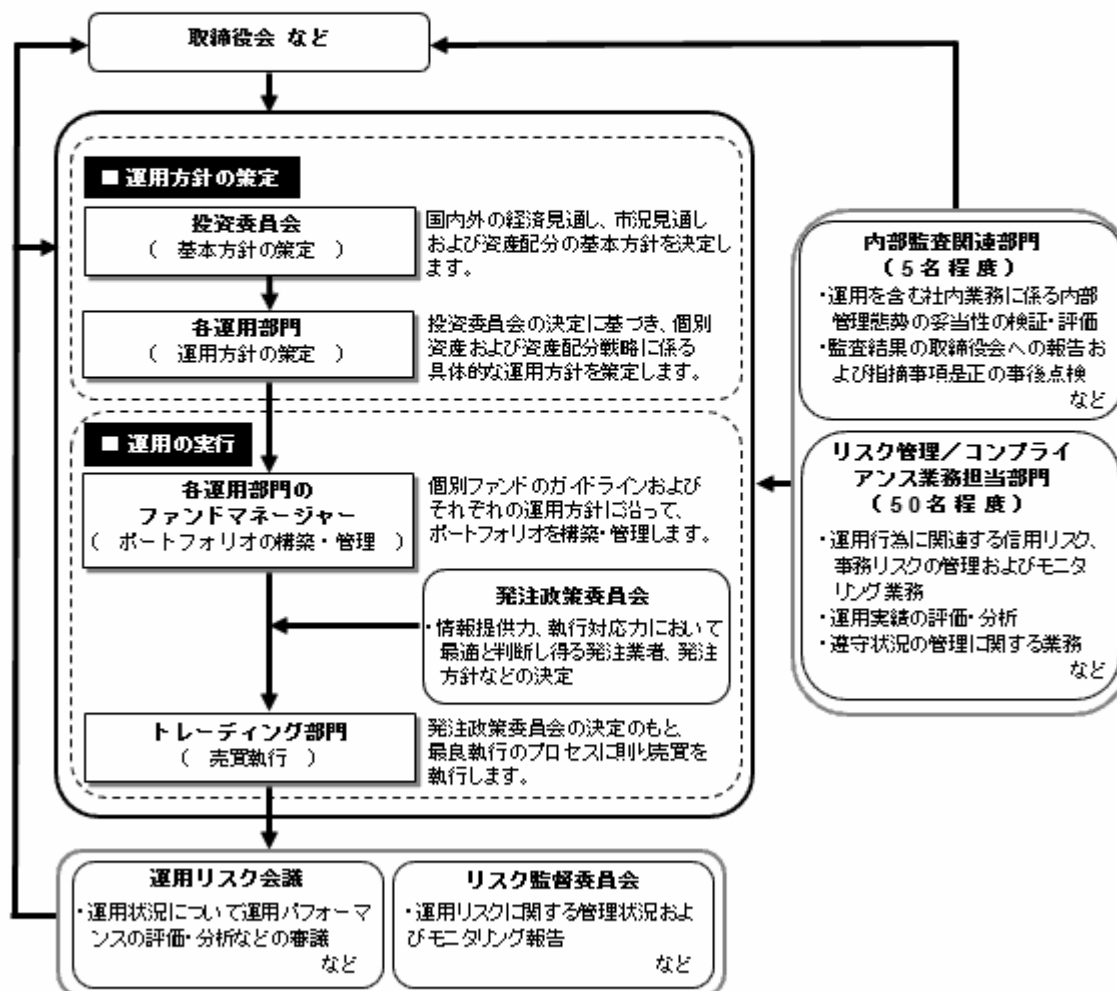 取締役会 など
■ 運用方針の策定
投資委員会
( 基本方針の策定 )
国内外の経済見通し、市況見通し
および資産配分の基本方針を決定し
ます。
各運用部門
( 運用方針の策定 )
投資委員会の決定に基づき、個別
資産および資産配分戦略に係る
具体的な運用方針を策定します。
■ 運用の実行
各運用部門の
ファンドマネージャー
( ポートフォリオの構築・管理 )
個別ファンドのガイドラインおよび
それぞれの運用方針に沿って、
ポートフォリオを構築・管理します。
発注政策委員会
・情報提供力、執行対応力において
最適と判断し得る発注業者、発注
方針などの決定
トレーディング部門
( 売買執行 )
発注政策委員会の決定のもと、
最良執行のプロセスに則り売買を
執行します。
内部監査関連部門
(5名程度)
・運用を含む社内業務に係る内部
管理態勢の妥当性の検証・評価
・監査結果の取締役会への報告お
よび指摘事項是正の事後点検
など
リスク管理/コンプライ
アンス業務担当部門
(50名程度)
・運用行為に関連する信用リスク、
事務リスクの管理およびモニタ
リング業務
・運用実績の評価・分析
・遵守状況の管理に関する業務
など
運用リスク会議
・運用状況について運用パフォーマ
ンスの評価・分析などの審議
など
リスク監督委員会
・運用リスクに関する管理状況およ
びモニタリング報告
など